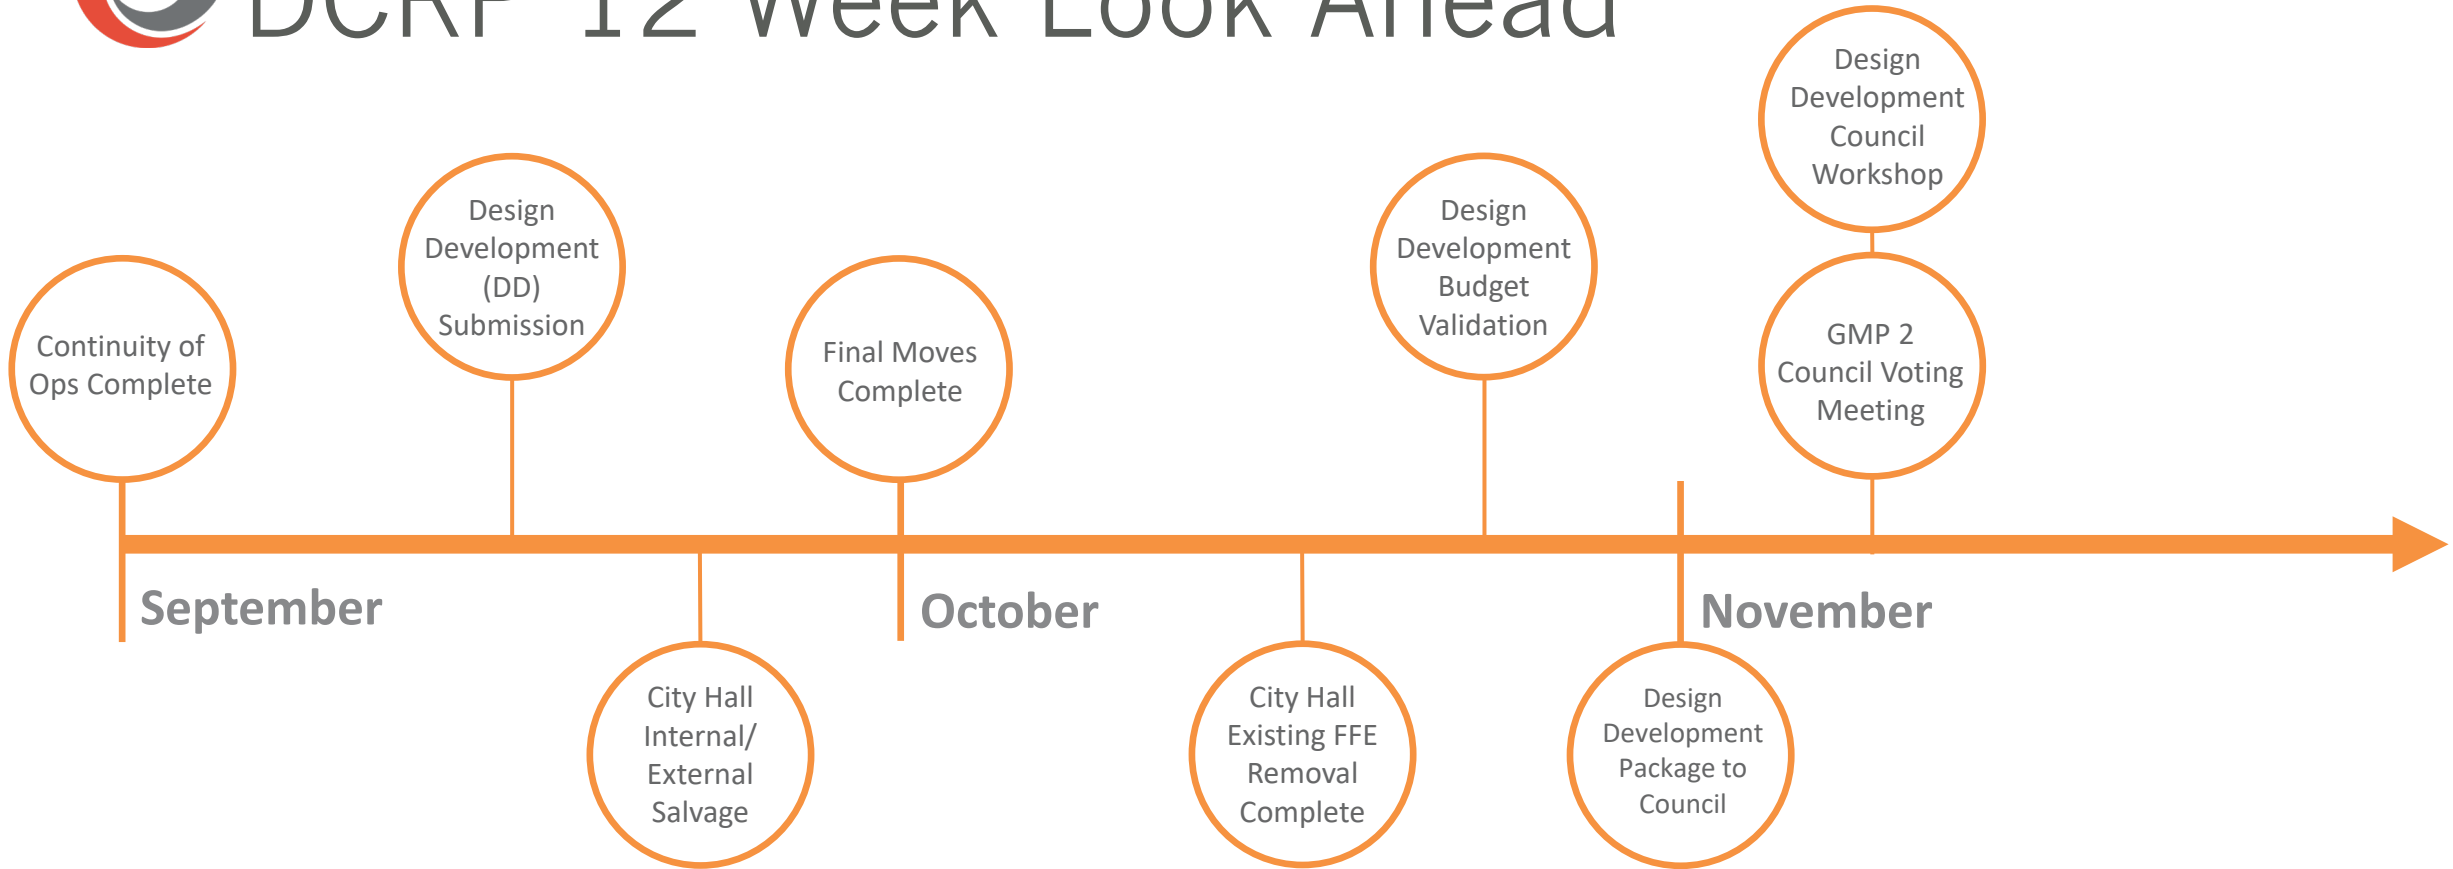 DCRP 12 Week Look Ahead
Design
Development
Council
Workshop
Design
Development
(DD)
Submission
Design
Development
Budget
Validation
Continuity of
Ops Complete
Final Moves
Complete
GMP 2
Council Voting
Meeting
September
October
November
City Hall
Internal/
External
Salvage
City Hall
Existing FFE
Removal
Complete
Design
Development
Package to
Council